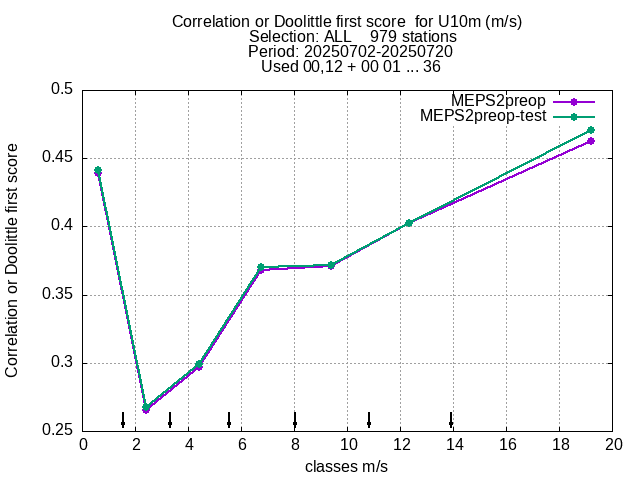 Correlation or Doolittle first score  for U10m (m/s)
Selection: ALL    979 stations
Period: 20250702-20250720
Used 00,12 + 00 01 ... 36
MEPS2preop
MEPS2preop-test
Correlation or Doolittle first score
0.5
0.45
0.4
0.35
0.3
0.25
0 2 4 6 8 10 12 14 16 18 20
classes m/s